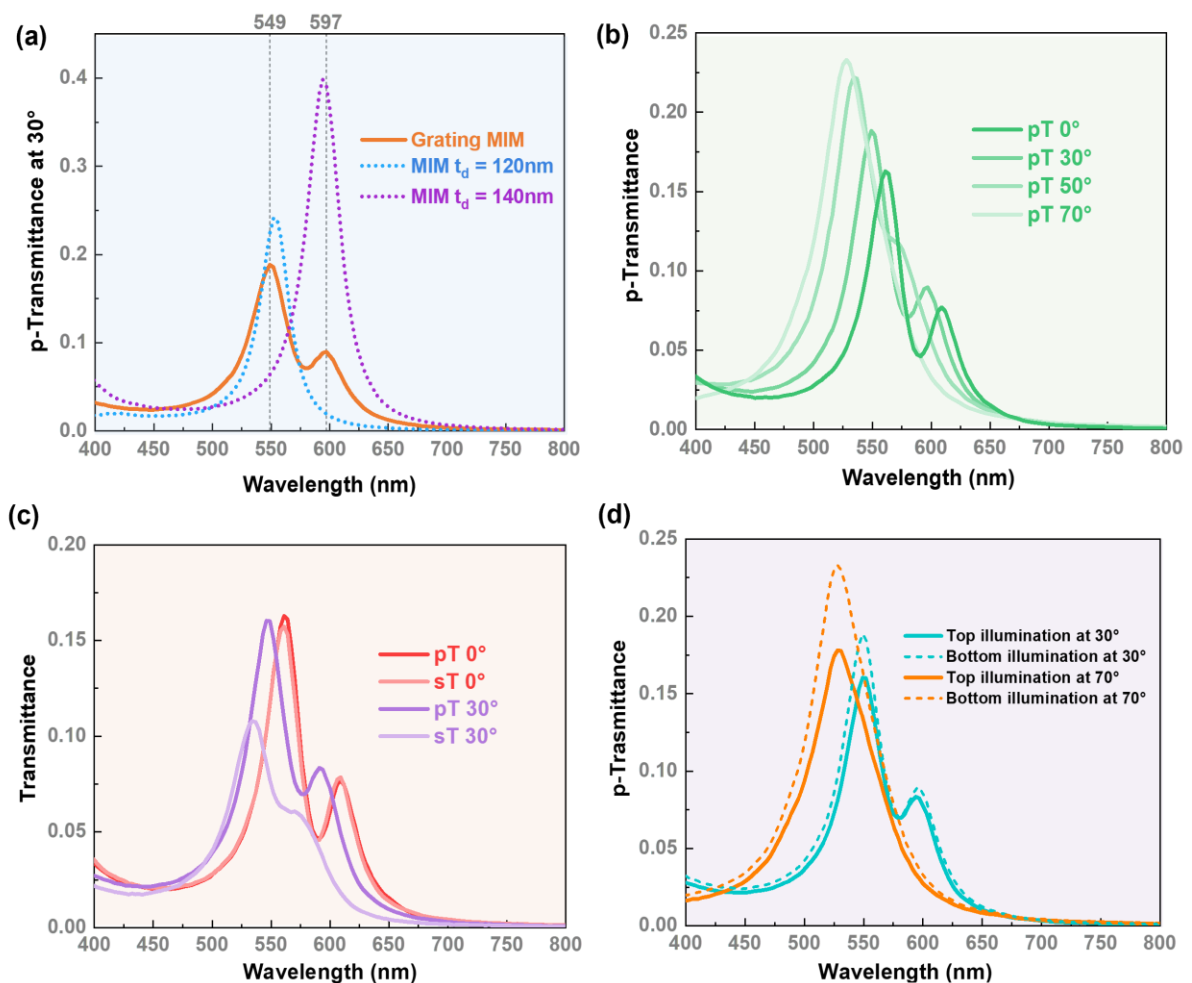 (a)
549 597
p-Transmittance at 30°
0.4
0.3
0.2
0.1
0.0
Grating MIM
MIM td = 120nm
MIM td = 140nm
400 450 500 550 600 650 700 750 800
Wavelength (nm)
(b)
p-Transmittance
0.25
0.20
0.15
0.10
0.05
0.00
pT 0°
pT 30°
pT 50°
pT 70°
400 450 500 550 600 650 700 750 800
Wavelength (nm)
(c)
Transmittance
0.20
0.15
0.10
0.05
0.00
pT 0°
sT 0°
pT 30°
sT 30°
400 450 500 550 600 650 700 750 800
Wavelength (nm)
(d)
p-Trasmittance
0.25
0.20
0.15
0.10
0.05
0.00
Top illumination at 30°
Bottom illumination at 30°
Top illumination at 70°
Bottom illumination at 70°
400 450 500 550 600 650 700 750 800
Wavelength (nm)